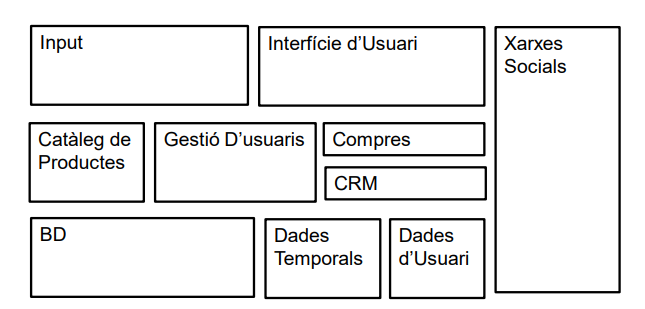 Input
Interfície d’Usuari
Xarxes
Socials
Catàleg de
Productes
Gestió D’usuaris
Compres
CRM
BD
Dades
Temporals
Dades
d’Usuari